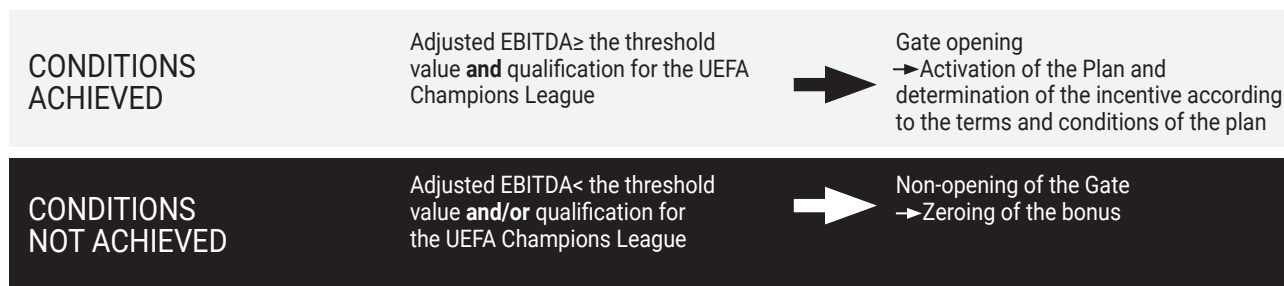 CONDITIONS
ACHIEVED
Adjusted EBITDA≥ the threshold
value and qualification for the UEFA
Champions League
Gate opening
→Activation of the Plan and
determination of the incentive according
to the terms and conditions of the plan
CONDITIONS
NOT ACHIEVED
Adjusted EBITDA< the threshold
value and/or qualification for
the UEFA Champions League
Non-opening of the Gate
→Zeroing of the bonus